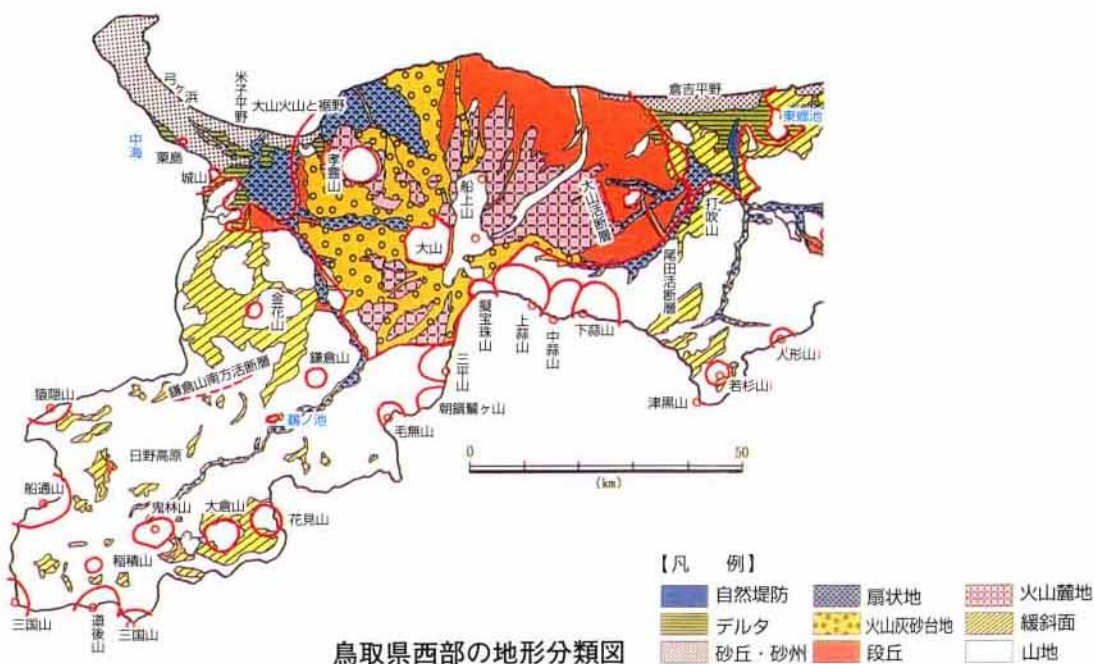 弓ヶ浜
米子平野
大山火山と裾野
倉吉平野
東郷池
中海
粟島
城山
孝霊山
船上山
大山
大山活断層
打吹山
尾田活断層
金花山
擬宝珠山
上蒜山
中蒜山
下蒜山
人形山
若杉山
津黒山
鎌倉山南方活断層
鎌倉山
三平山
朝鍋鷲ヶ山
毛無山
猿隠山
鵜ノ池
日野高原
船通山
鬼林山
大倉山
花見山
稲積山
三国山
道後山
三国山
0 50
(km)
【凡 例】
自然堤防 扇状地 火山麓地
デルタ 火山灰砂台地 緩斜面
砂丘・砂州 段丘 山地
鳥取県西部の地形分類図